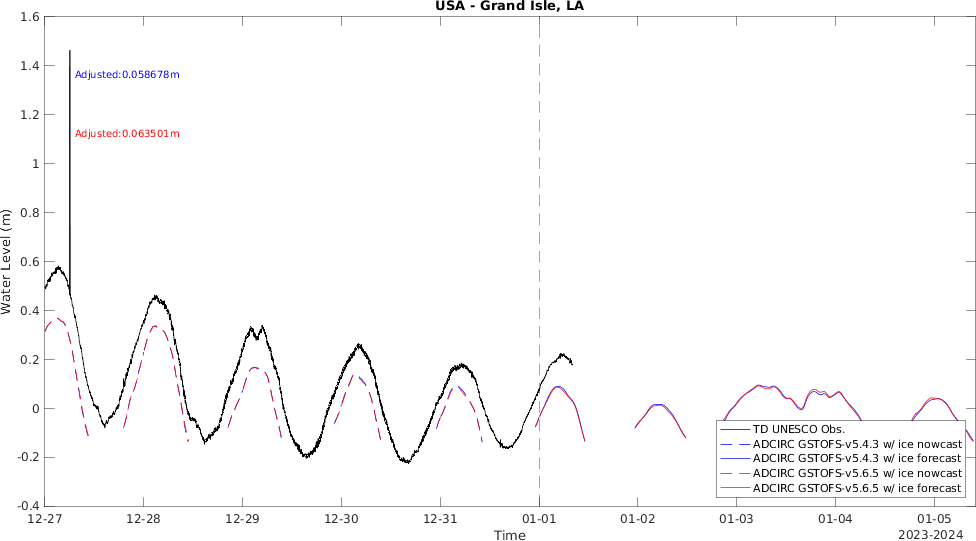 USA - Grand Isle, LA
1.6
1.4
1.2
1
0.8
0.6
0.4
0.2
0
-0.2
-0.4
Water Level (m)
Adjusted:0.058678m
Adjusted:0.063501m
TD UNESCO Obs.
ADCIRC GSTOFS-v5.4.3 w/ ice nowcast
ADCIRC GSTOFS-v5.4.3 w/ ice forecast
ADCIRC GSTOFS-v5.6.5 w/ ice nowcast
ADCIRC GSTOFS-v5.6.5 w/ ice forecast
12-27 12-28 12-29 12-30 12-31 01-01 01-02 01-03 01-04 01-05
Time
2023-2024